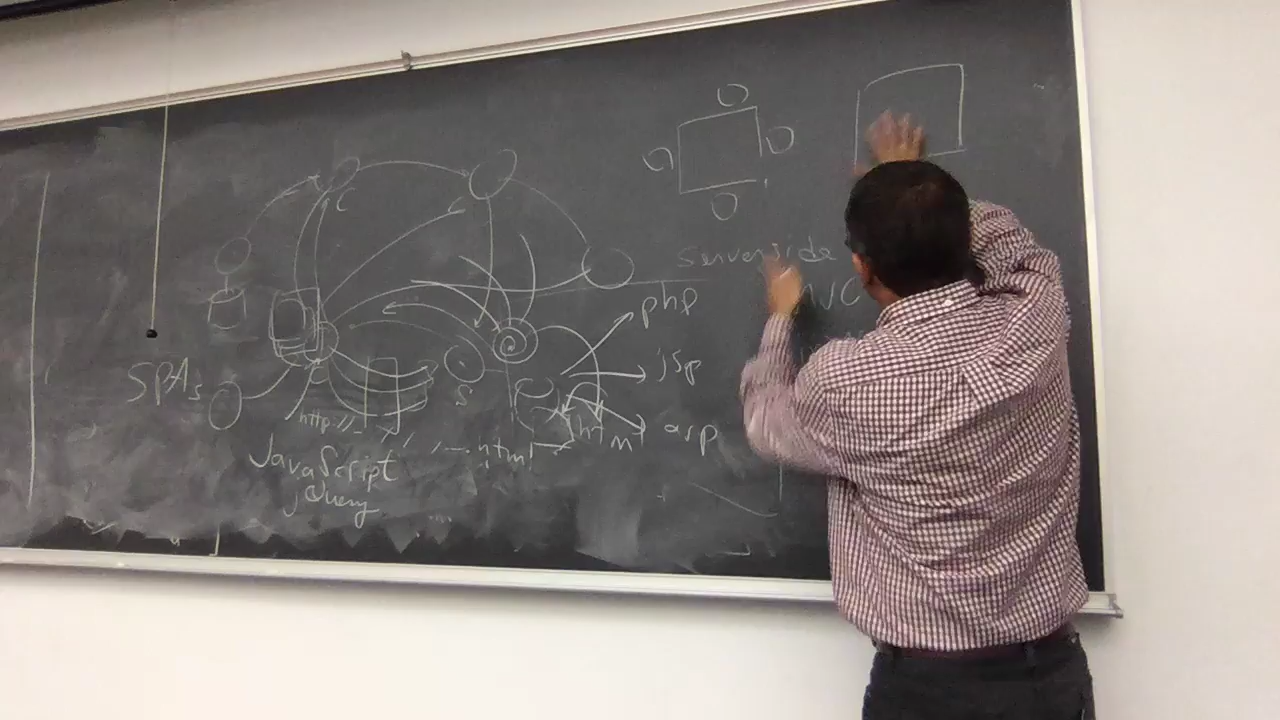 C
Server side
MVC
php
SPAs
jsp
S
C
http://
html
html
asp
JavaScript
jQuery